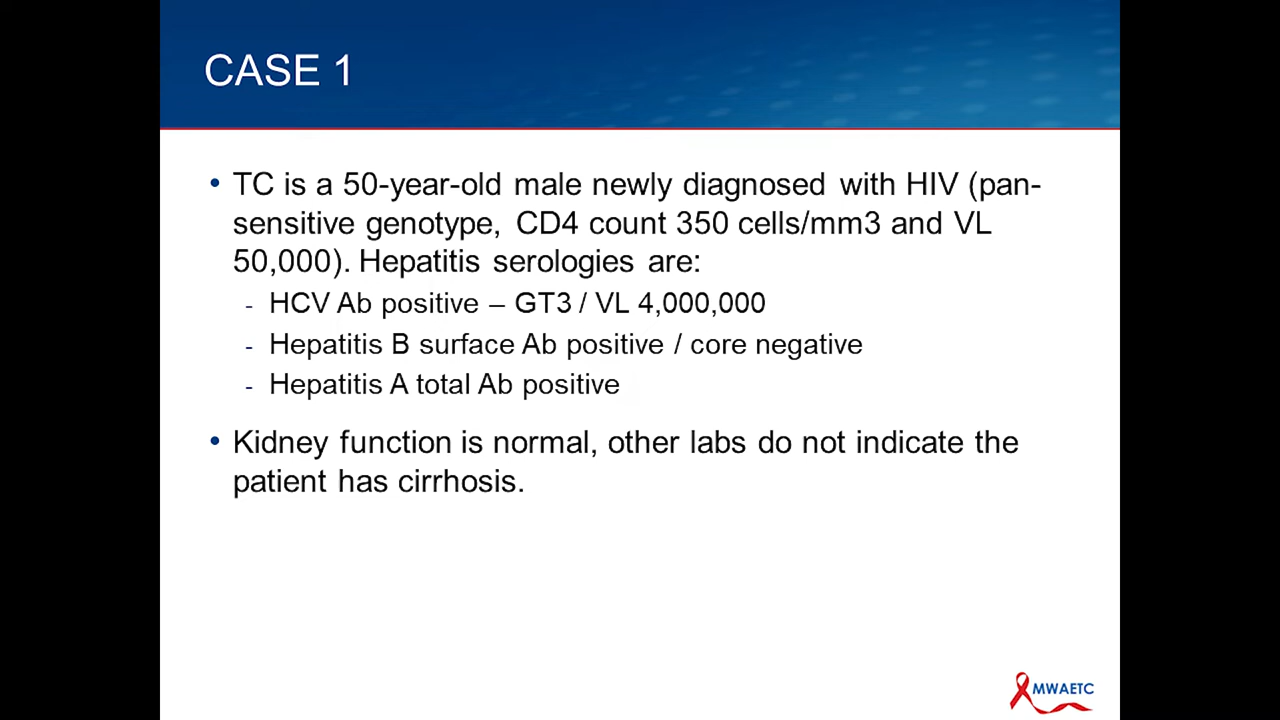 CASE 1
• TC is a 50-year-old male newly diagnosed with HIV (pan-
sensitive genotype, CD4 count 350 cells/mm3 and VL
50,000). Hepatitis serologies are:
- HCV Ab positive – GT3 / VL 4,000,000
- Hepatitis B surface Ab positive / core negative
- Hepatitis A total Ab positive
• Kidney function is normal, other labs do not indicate the
patient has cirrhosis.
MWAETC